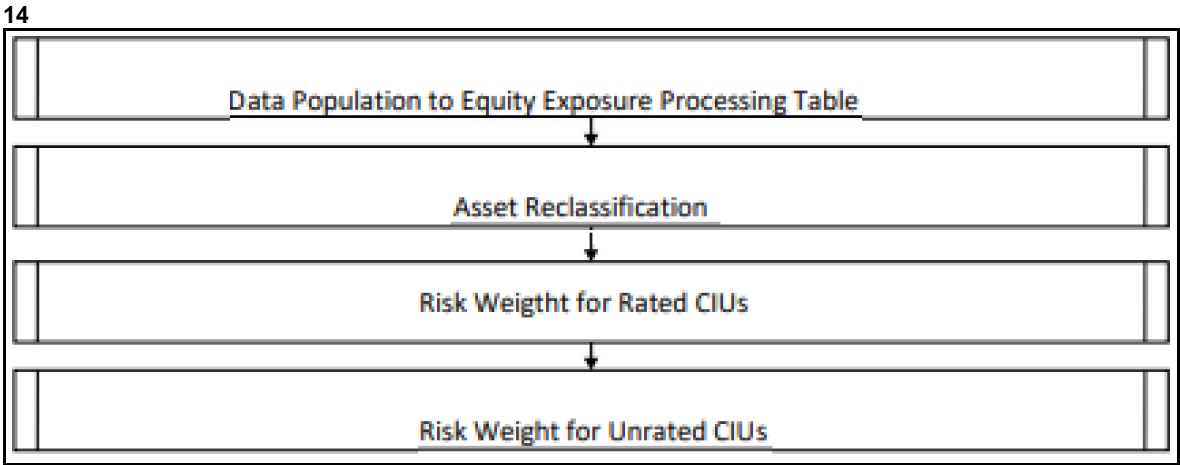 14
Data Population to Equity Exposure Processing Table
Asset Reclassification
Risk Weigtht for Rated CIUs
Risk Weight for Unrated CIUs